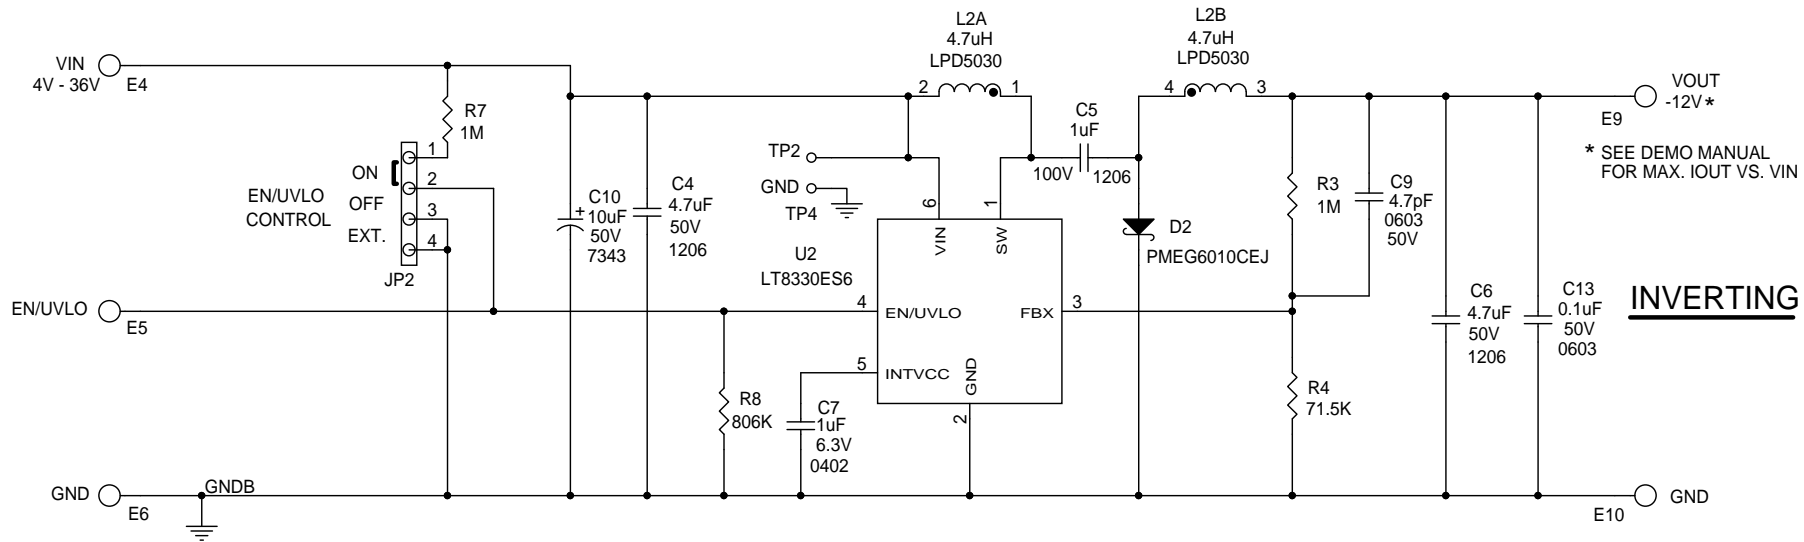 L2A
4.7uH
LPD5030
L2B
4.7uH
LPD5030
VIN
4V - 36V
E4
2
1
4
3
VOUT
-12V*
E9
* SEE DEMO MANUAL
FOR MAX. IOUT VS. VIN
R7
1M
C5
1uF
100V
1206
TP2
GND
TP4
1
2
3
4
ON
OFF
EXT.
EN/UVLO
CONTROL
JP2
C10
+
10uF
50V
7343
C4
4.7uF
50V
1206
6
1
VIN
SW
U2
LT8330ES6
D2
PMEG6010CEJ
R3
1M
C9
4.7pF
0603
50V
EN/UVLO
E5
4
EN/UVLO
FBX
3
5
INTVCC
GND
2
C6
4.7uF
50V
1206
C13
0.1uF
50V
0603
INVERTING
R8
806K
C7
1uF
6.3V
0402
R4
71.5K
GND
E6
GNDB
E10
GND